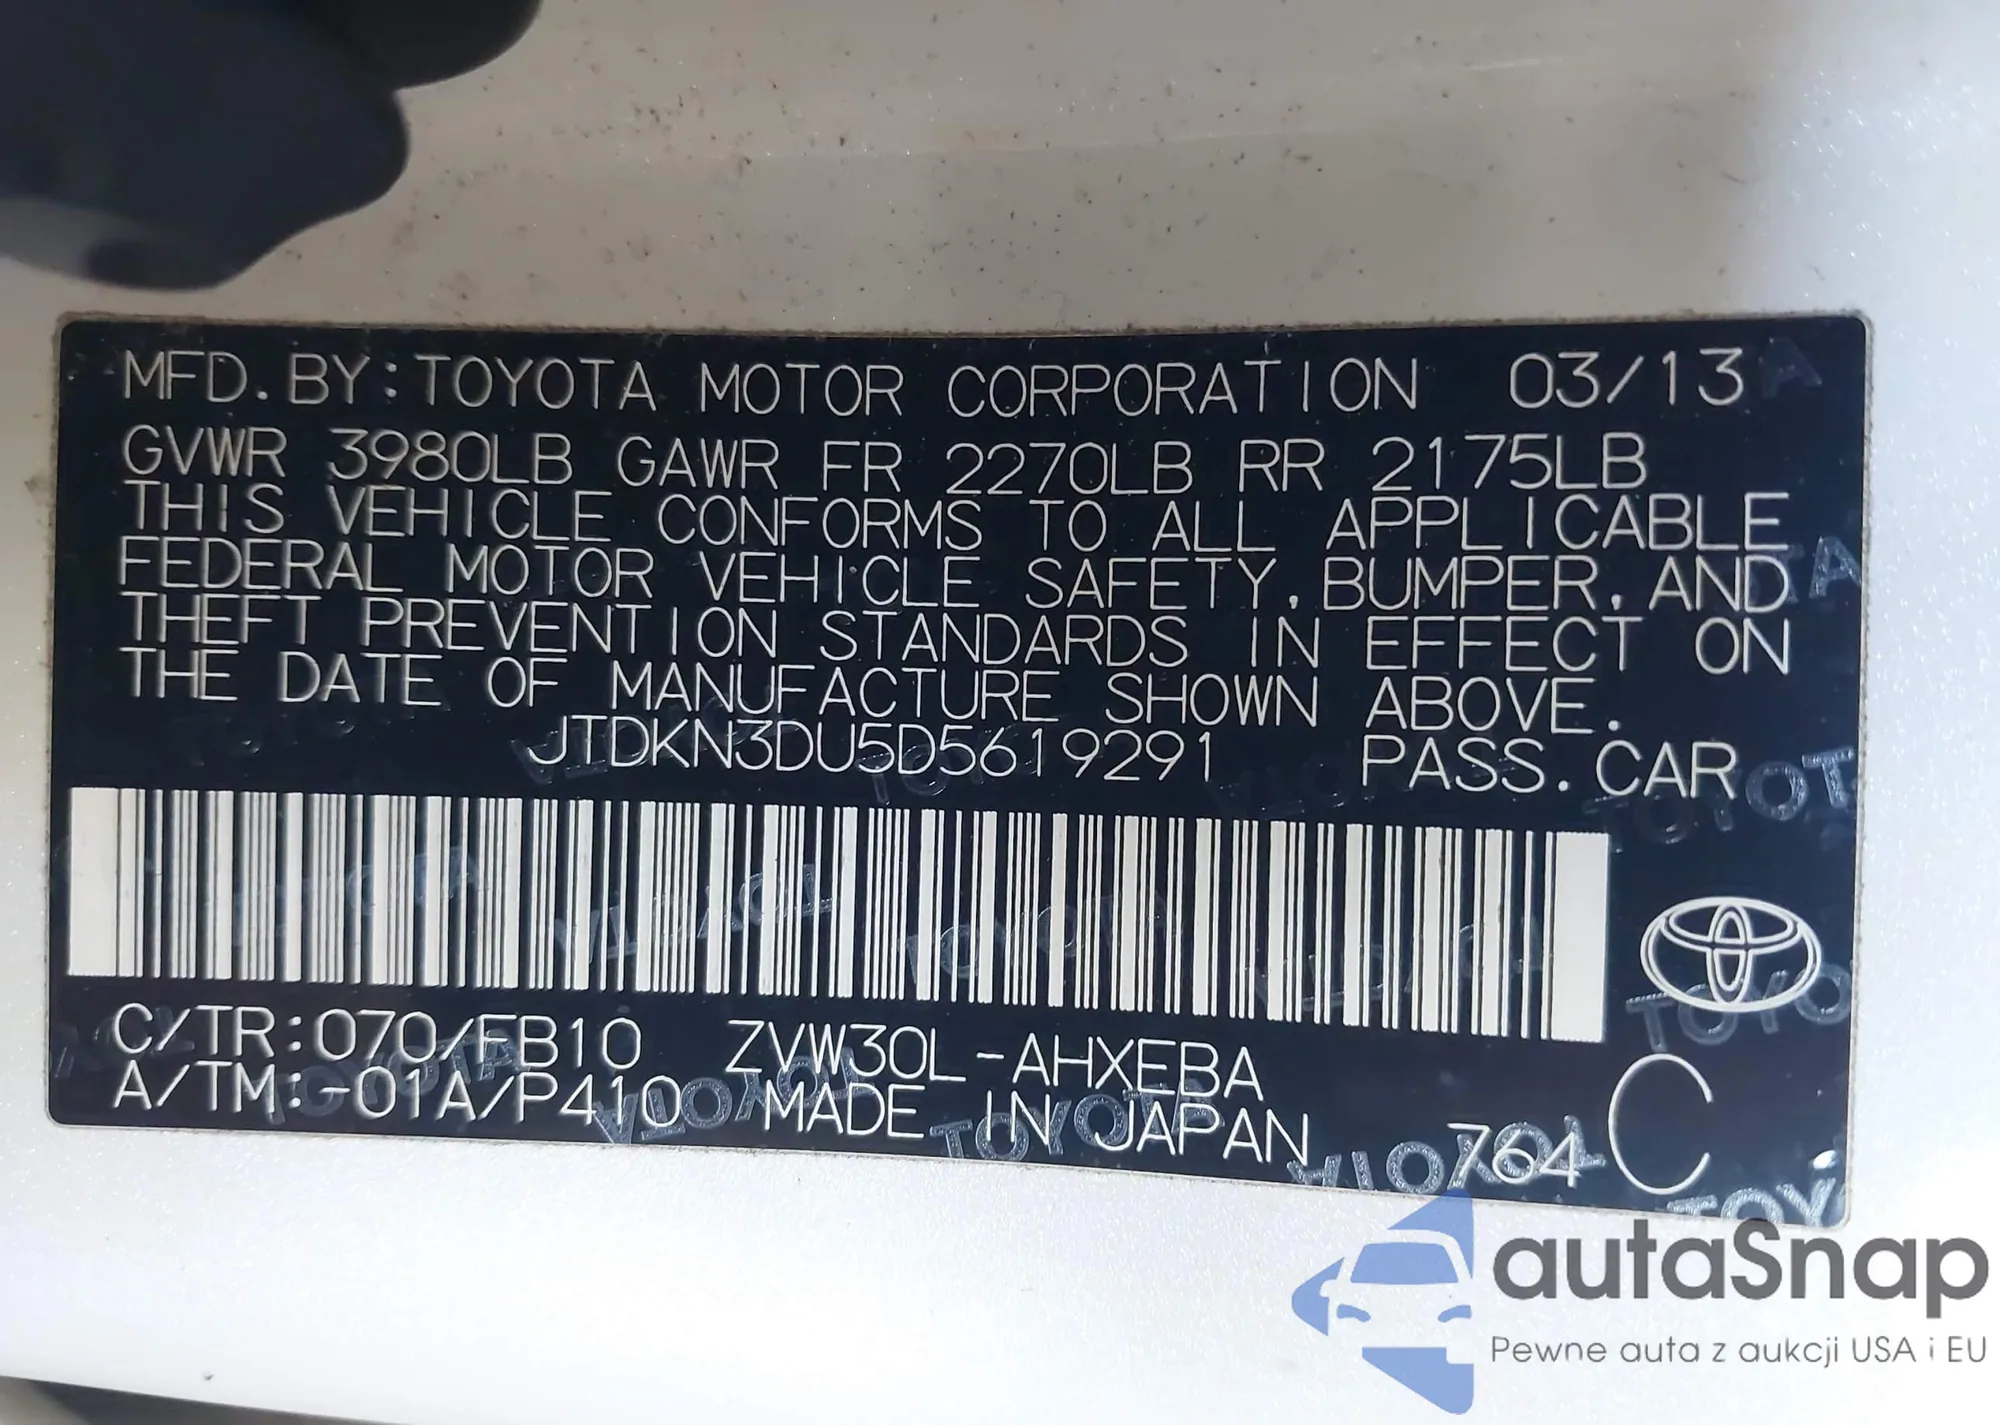 MFD. BY: TOYOTA MOTOR CORPORATION 03/13
GVWR 3980LB GAWR FR 2270LB RR 2175LB
THIS VEHICLE CONFORMS TO ALL APPLICABLE
FEDERAL MOTOR VEHICLE SAFETY, BUMPER, AND
THEFT PREVENTION STANDARDS IN EFFECT ON
THE DATE OF MANUFACTURE SHOWN ABOVE.
JTDKN3DU5D5619291 PASS. CAR
C/TR: 070/FB10 ZVW30L-AHXEBA
A/TM: -01A/P410 MADE IN JAPAN 764 C
autaSnap
Pewne auta z aukcji USA i EU